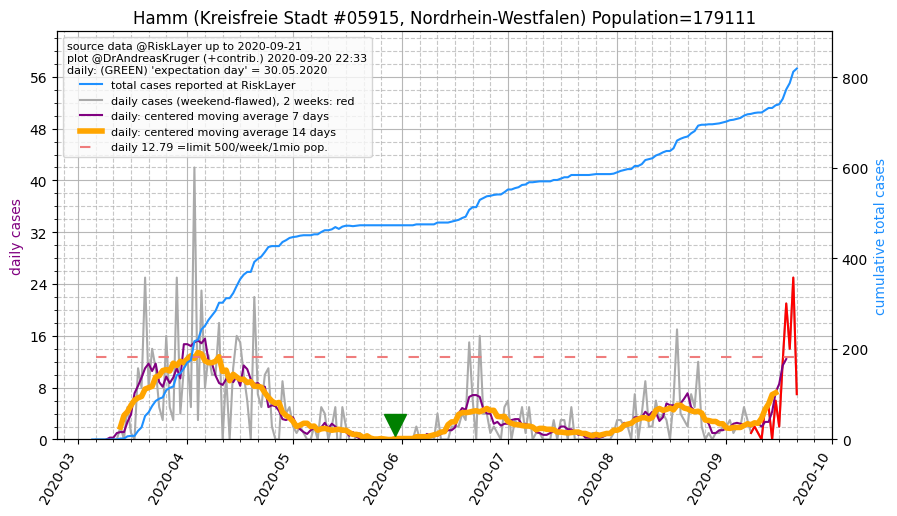 Hamm (Kreisfreie Stadt #05915, Nordrhein-Westfalen) Population=179111
source data @RiskLayer up to 2020-09-21
plot @DrAndreasKruger (+contrib.) 2020-09-20 22:33
daily: (GREEN) 'expectation day' = 30.05.2020
total cases reported at RiskLayer
daily cases (weekend-flawed), 2 weeks: red
daily: centered moving average 7 days
daily: centered moving average 14 days
daily 12.79 =limit 500/week/1mio pop.
daily cases
56
48
40
32
24
16
8
0
800
600
400
200
0
cumulative total cases
2020-03
2020-04
2020-05
2020-06
2020-07
2020-08
2020-09
2020-10